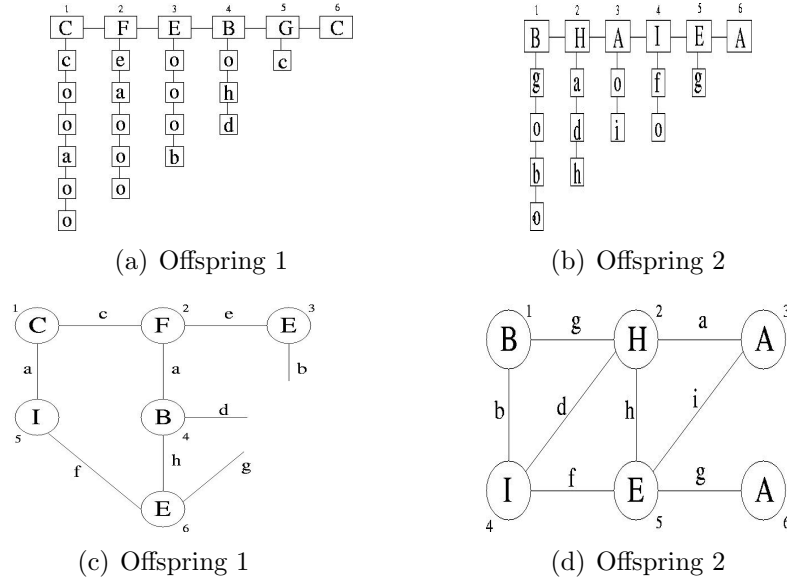 1 2 3 4 5 6
C F E B G C
c e o o c
o a o h
o o o d
a o b
o o
o
(a) Offspring 1
1 2 3 4 5 6
B H A I E A
g a o f g
o d i o
b h
o
(b) Offspring 2
1 C c 2 F e E 3
a a b
I 5 B 4 d
f h g
E 6
(c) Offspring 1
B 1 g H 2 a A 3
b d h i
I 4 f E 5 g A 6
(d) Offspring 2